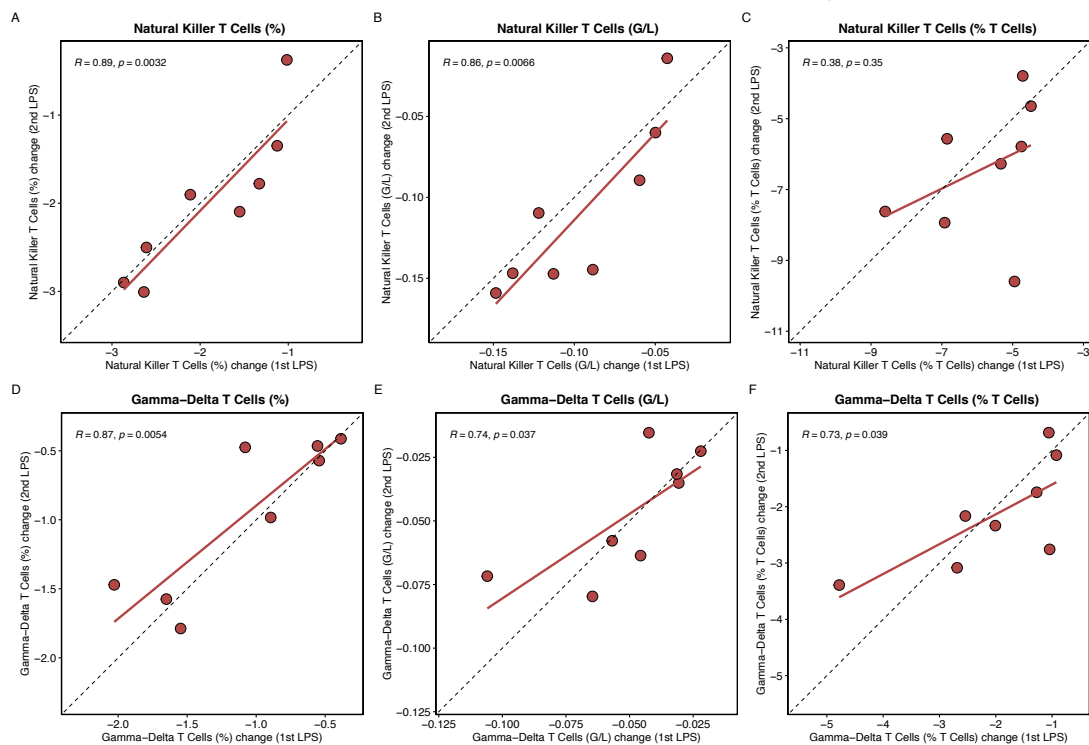 A
Natural Killer T Cells (%)
R = 0.89, p = 0.0032
Natural Killer T Cells (%) change (2nd LPS)
−1
−2
−3
−3 −2 −1
Natural Killer T Cells (%) change (1st LPS)
B
Natural Killer T Cells (G/L)
R = 0.86, p = 0.0066
Natural Killer T Cells (G/L) change (2nd LPS)
−0.05
−0.10
−0.15
−0.15 −0.10 −0.05
Natural Killer T Cells (G/L) change (1st LPS)
C
Natural Killer T Cells (% T Cells)
R = 0.38, p = 0.35
Natural Killer T Cells (% T Cells) change (2nd LPS)
−3
−5
−7
−9
−11
−11 −9 −7 −5 −3
Natural Killer T Cells (% T Cells) change (1st LPS)
D
Gamma−Delta T Cells (%)
R = 0.87, p = 0.0054
Gamma−Delta T Cells (%) change (2nd LPS)
−0.5
−1.0
−1.5
−2.0
−2.0 −1.5 −1.0 −0.5
Gamma−Delta T Cells (%) change (1st LPS)
E
Gamma−Delta T Cells (G/L)
R = 0.74, p = 0.037
Gamma−Delta T Cells (G/L) change (2nd LPS)
−0.025
−0.050
−0.075
−0.100
−0.125
−0.125 −0.100 −0.075 −0.050 −0.025
Gamma−Delta T Cells (G/L) change (1st LPS)
F
Gamma−Delta T Cells (% T Cells)
R = 0.73, p = 0.039
Gamma−Delta T Cells (% T Cells) change (2nd LPS)
−1
−2
−3
−4
−5
−5 −4 −3 −2 −1
Gamma−Delta T Cells (% T Cells) change (1st LPS)